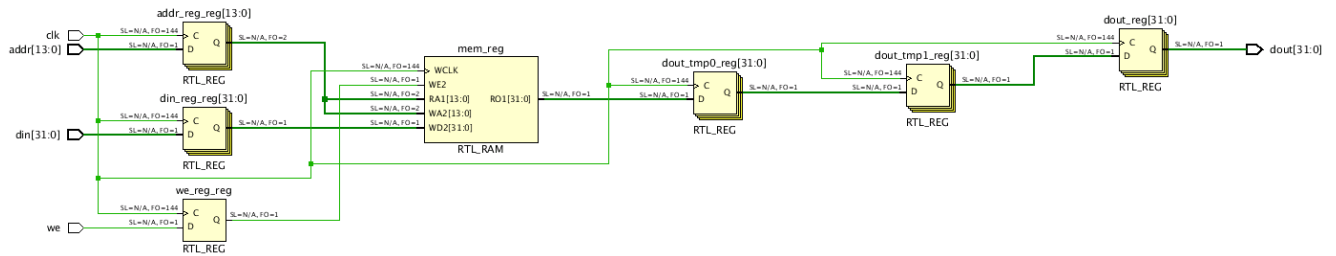 addr_reg_reg[13:0]
clk
SL=N/A, FO=144
C
Q
SL=N/A, FO=2
addr[13:0]
SL=N/A, FO=1
D
RTL_REG
din_reg_reg[31:0]
SL=N/A, FO=144
C
Q
SL=N/A, FO=1
din[31:0]
SL=N/A, FO=1
D
RTL_REG
we_reg_reg
SL=N/A, FO=144
C
Q
SL=N/A, FO=1
we
SL=N/A, FO=1
D
RTL_REG
mem_reg
SL=N/A, FO=144
WCLK
SL=N/A, FO=1
WE2
SL=N/A, FO=2
RA1[13:0]
RO1[31:0]
SL=N/A, FO=1
SL=N/A, FO=2
WA2[13:0]
SL=N/A, FO=1
WD2[31:0]
RTL_RAM
dout_tmp0_reg[31:0]
SL=N/A, FO=144
C
Q
SL=N/A, FO=1
SL=N/A, FO=1
D
RTL_REG
dout_tmp1_reg[31:0]
SL=N/A, FO=144
C
Q
SL=N/A, FO=1
SL=N/A, FO=1
D
RTL_REG
dout_reg[31:0]
SL=N/A, FO=144
C
Q
SL=N/A, FO=1
dout[31:0]
SL=N/A, FO=1
D
RTL_REG